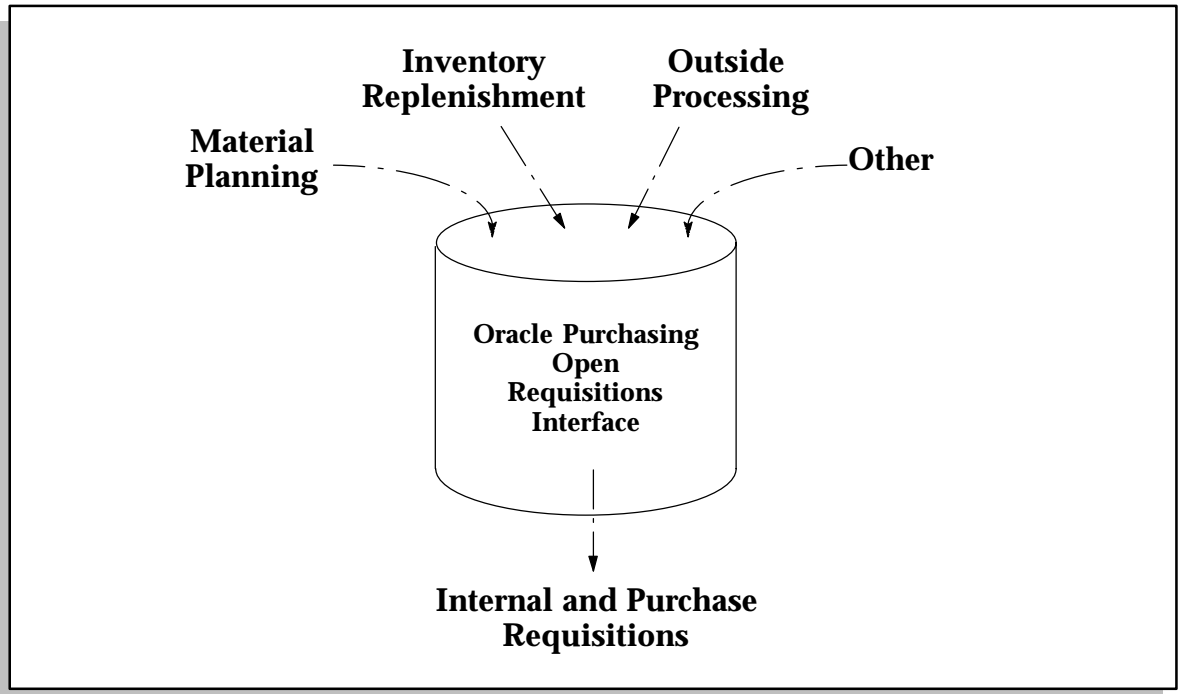 Inventory
Replenishment
Outside
Processing
Material
Planning
Other
Oracle Purchasing
Open
Requisitions
Interface
Internal and Purchase
Requisitions